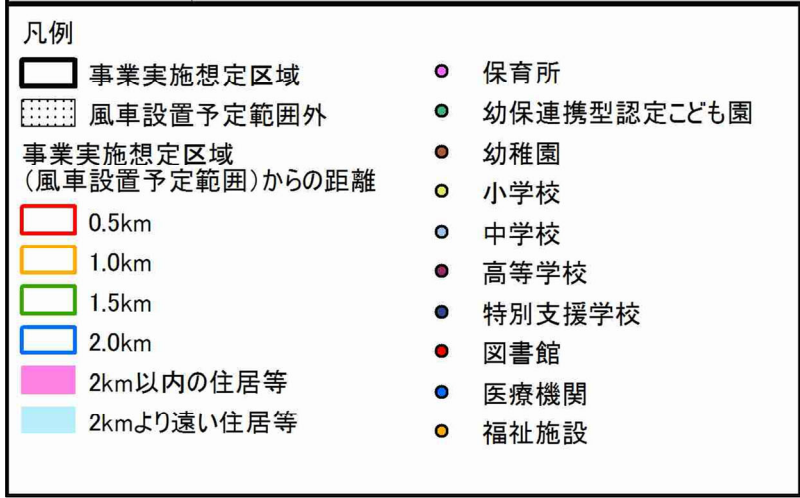 凡例
事業実施想定区域
風車設置予定範囲外
事業実施想定区域
(風車設置予定範囲)からの距離
0.5km
1.0km
1.5km
2.0km
2km以内の住居等
2kmより遠い住居等
保育所
幼保連携型認定こども園
幼稚園
小学校
中学校
高等学校
特別支援学校
図書館
医療機関
福祉施設